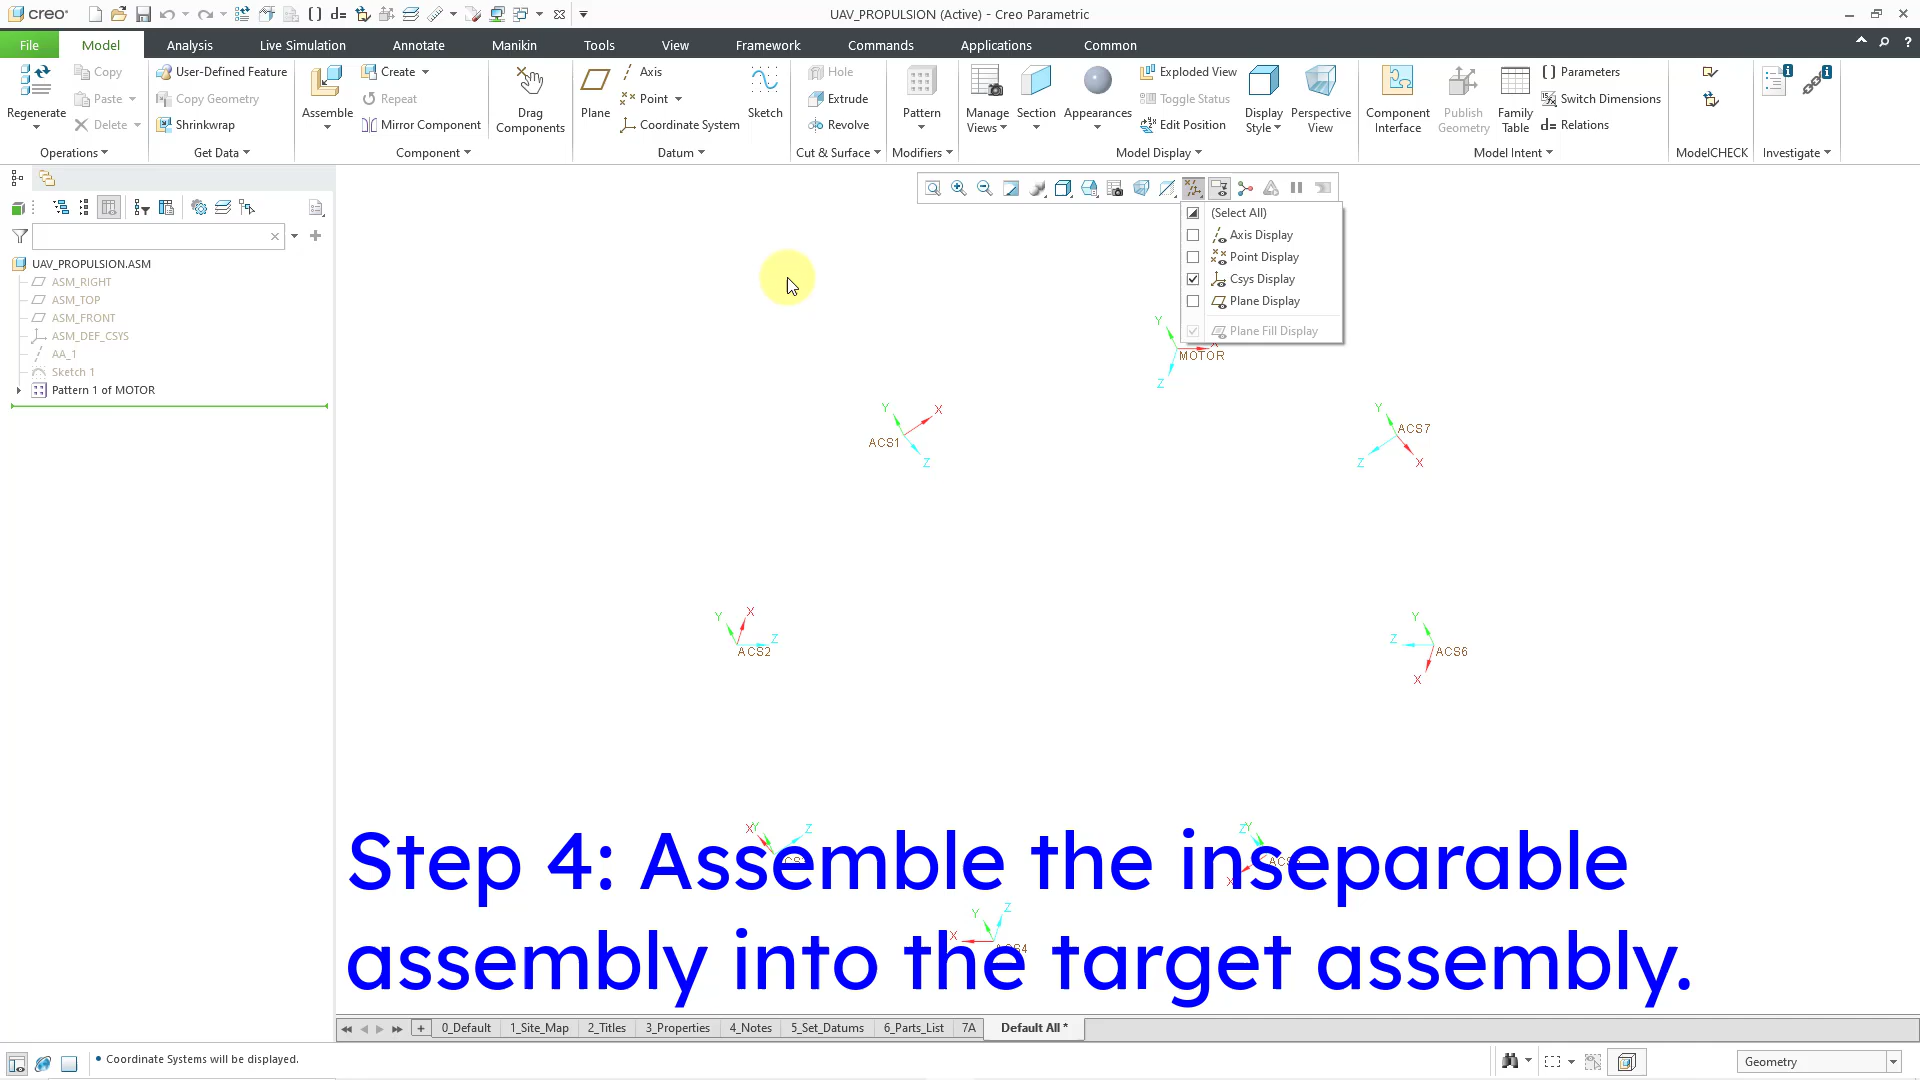 creo
UAV_PROPULSION (Active) - Creo Parametric
File
Model
Analysis
Live Simulation
Annotate
Manikin
Tools
View
Framework
Commands
Applications
Common
Regenerate
Copy
Paste
Delete
Operations
User-Defined Feature
Copy Geometry
Shrinkwrap
Get Data
Assemble
Create
Repeat
Mirror Component
Component
Drag Components
Plane
Axis
Point
Coordinate System
Sketch
Datum
Hole
Extrude
Revolve
Cut & Surface
Pattern
Modifiers
Manage Views
Section
Appearances
Exploded View
Toggle Status
Edit Position
Display Style
Perspective View
Model Display
Component Interface
Publish Geometry
Family Table
Parameters
Switch Dimensions
Relations
Model Intent
ModelCHECK
Investigate
UAV_PROPULSION.ASM
ASM_RIGHT
ASM_TOP
ASM_FRONT
ASM_DEF_CSYS
AA_1
Sketch 1
Pattern 1 of MOTOR
(Select All)
Axis Display
Point Display
Csys Display
Plane Display
Plane Fill Display
Y
X
Z
MOTOR
Y
X
Z
ACS1
Y
X
Z
ACS7
Y
X
Z
ACS2
Y
X
Z
ACS6
X
Y
Z
Z
Y
X
Y
Z
X
Step 4: Assemble the inseparable
assembly into the target assembly.
0_Default
1_Site_Map
2_Titles
3_Properties
4_Notes
5_Set_Datums
6_Parts_List
7A
Default All *
Coordinate Systems will be displayed.
Geometry